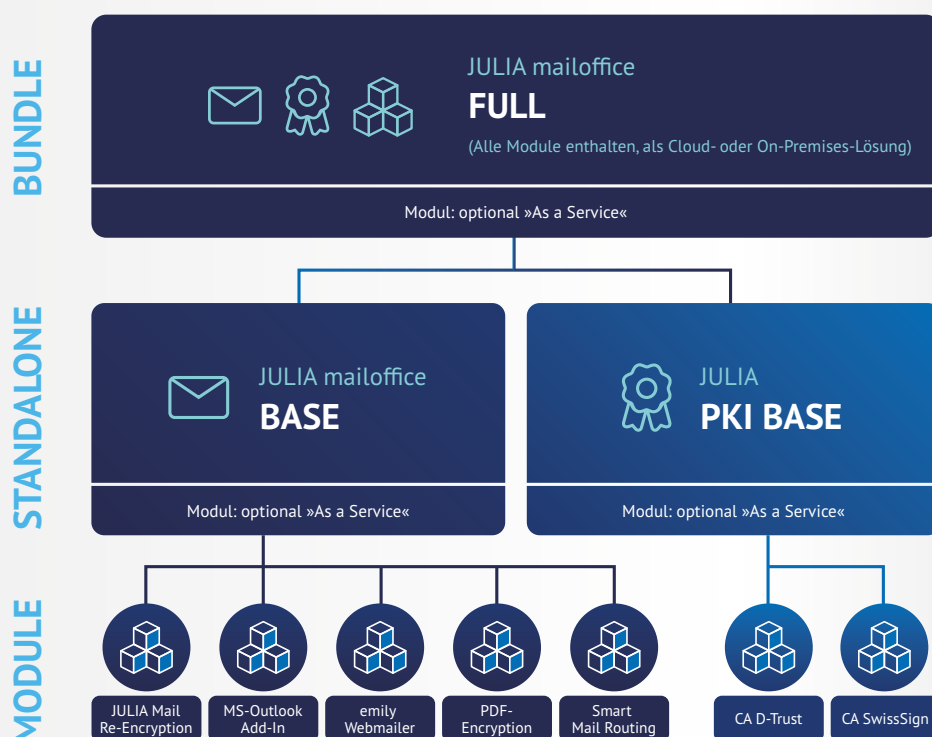 BUNDLE
JULIA mailoffice
FULL
(Alle Module enthalten, als Cloud- oder On-Premises-Lösung)
Modul: optional »As a Service«
STANDALONE
JULIA mailoffice
BASE
Modul: optional »As a Service«
JULIA
PKI BASE
Modul: optional »As a Service«
MODULE
JULIA Mail
Re-Encryption
MS-Outlook
Add-In
emily
Webmailer
PDF-
Encryption
Smart
Mail Routing
CA D-Trust
CA SwissSign